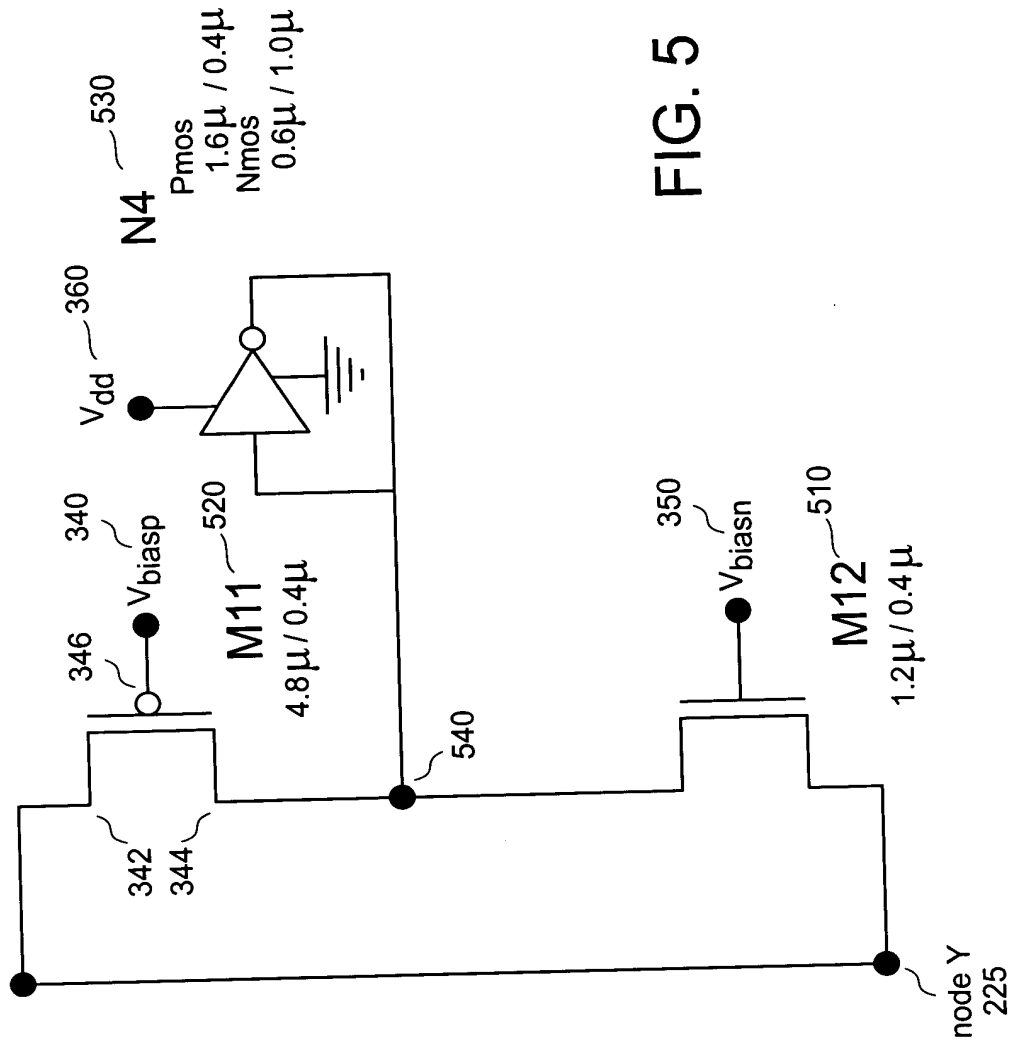 N4
530
Pmos
1.6µ / 0.4µ
Nmos
0.6µ / 1.0µ
Vdd
360
340
Vbiasp
346
M11
520
4.8µ / 0.4µ
342
344
540
350
Vbiasn
M12
510
1.2µ / 0.4µ
node Y
225
FIG. 5